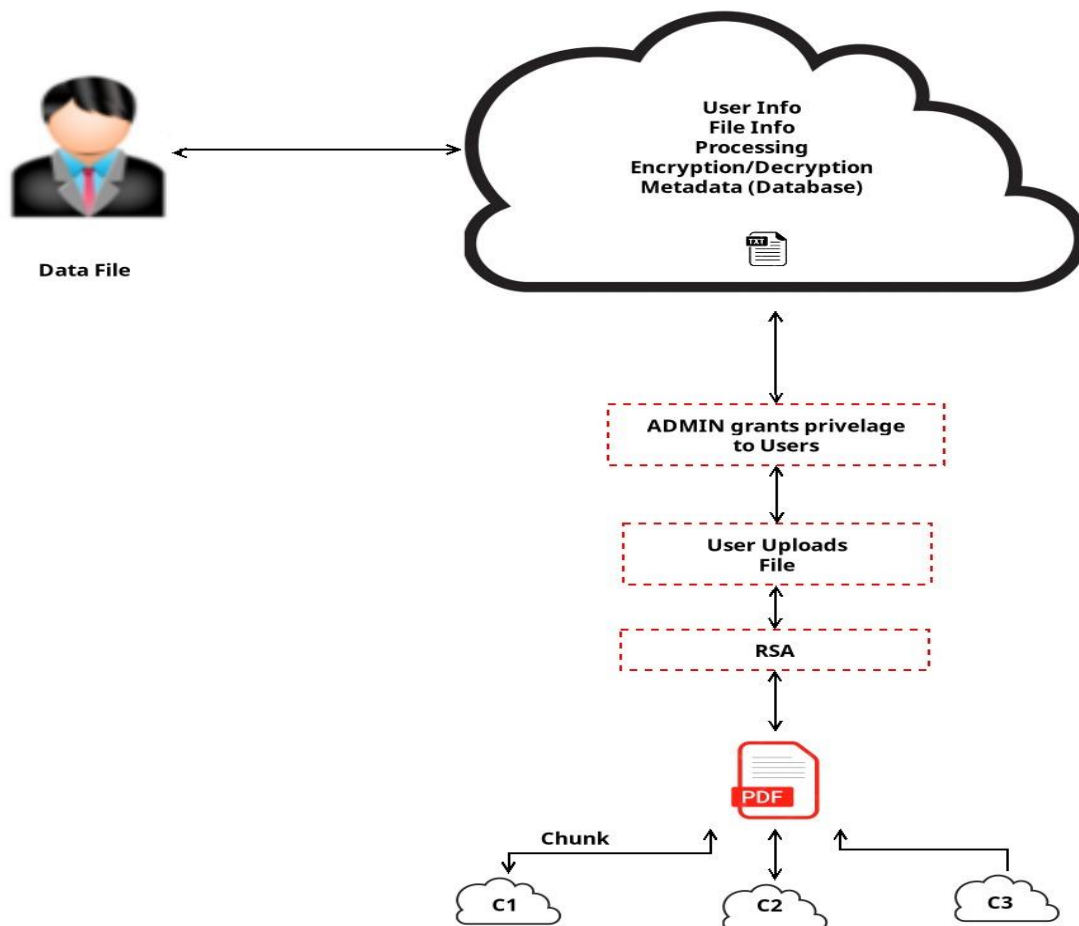 User Info
File Info
Processing
Encryption/Decryption
Metadata (Database)
TXT
Data File
ADMIN grants privelage
to Users
User Uploads
File
RSA
PDF
Chunk
C1
C2
C3